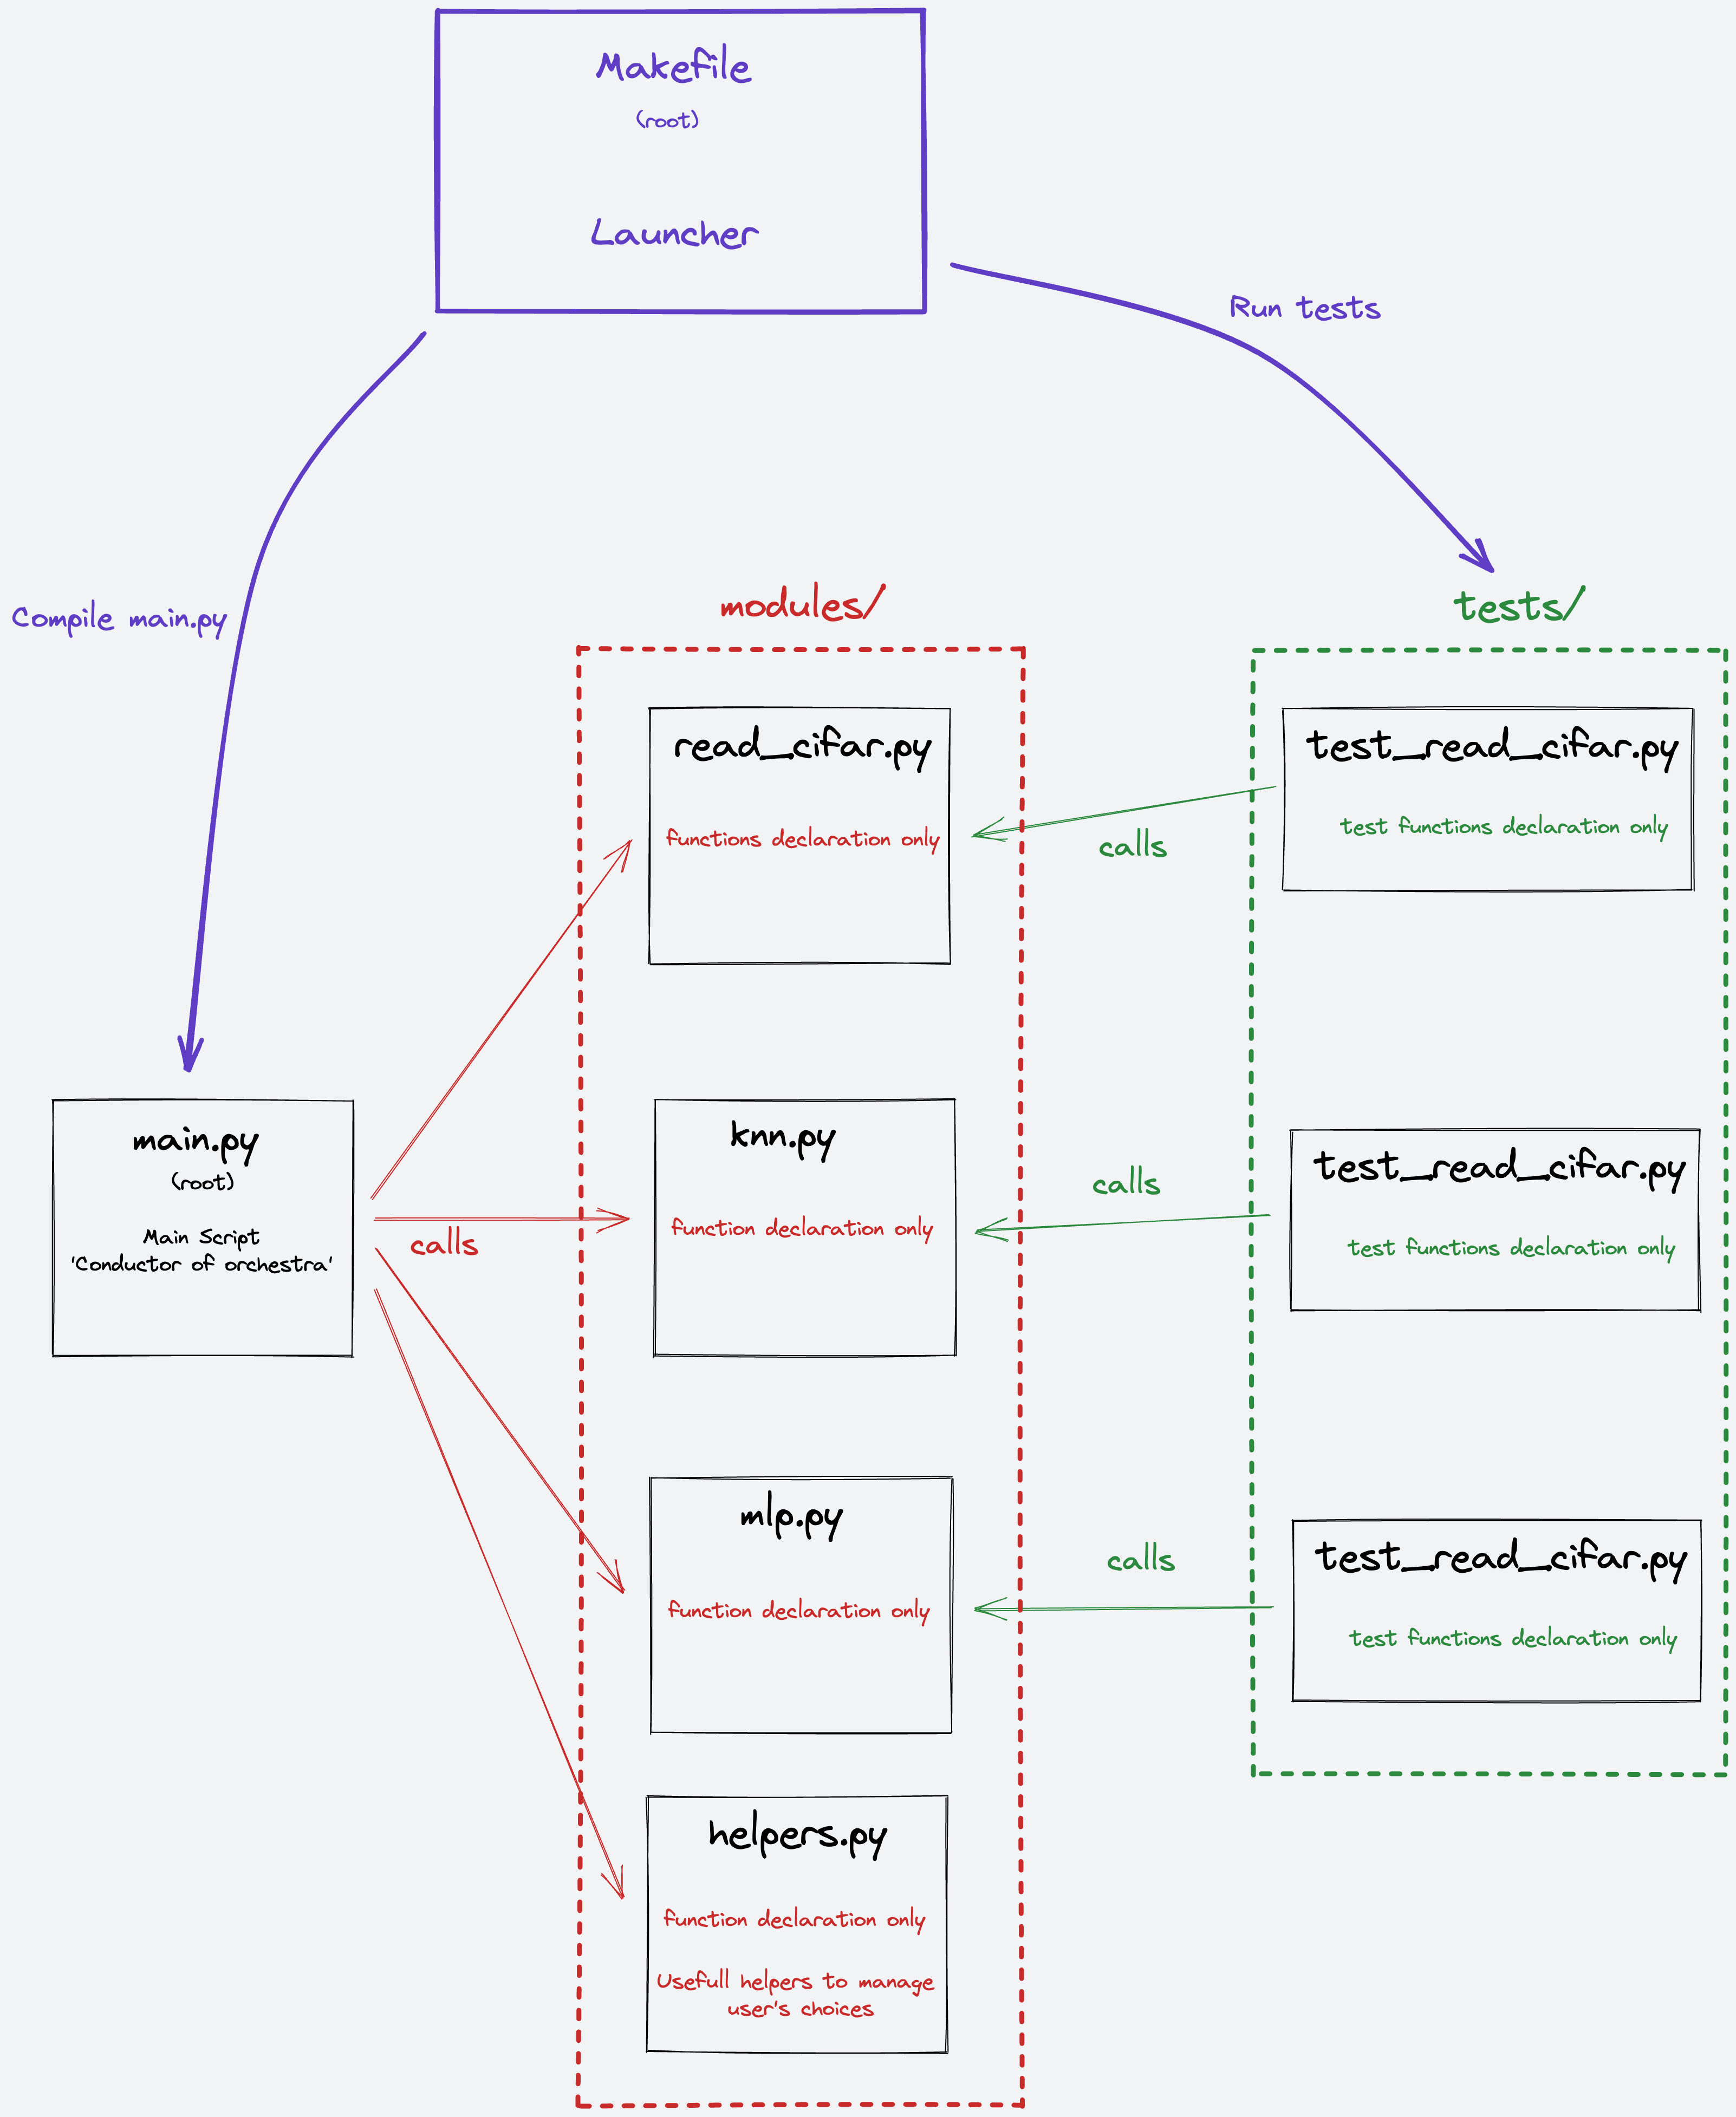 Makefile
(root)
Launcher
Run tests
Compile main.py
modules/
tests/
read_cifar.py
functions declaration only
test_read_cifar.py
test functions declaration only
calls
main.py
(root)
Main Script
'Conductor of orchestra'
calls
knn.py
function declaration only
calls
test_read_cifar.py
test functions declaration only
mlp.py
function declaration only
calls
test_read_cifar.py
test functions declaration only
helpers.py
function declaration only
Usefull helpers to manage
user's choices